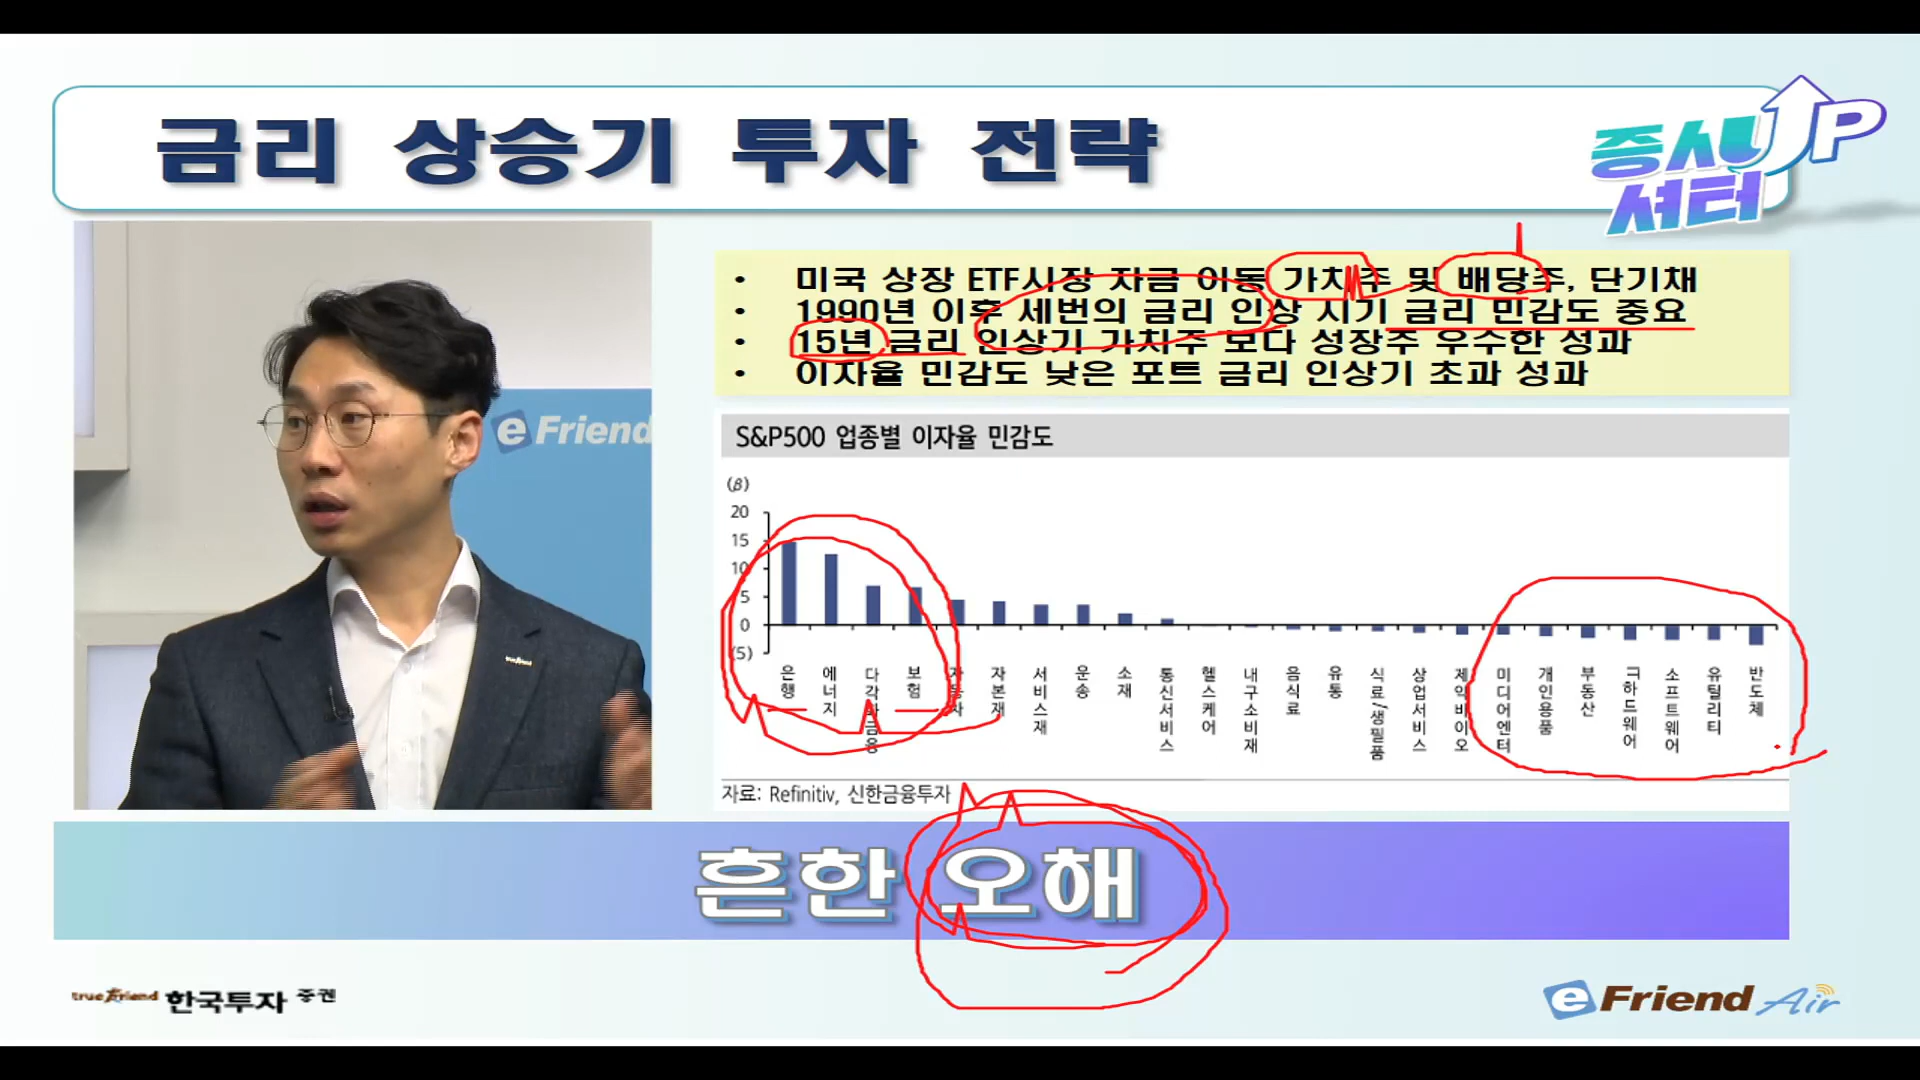 금리 상승기 투자 전략
증시 UP
셔터
e Friend
• 미국 상장 ETF시장 자금 이동 가치주 및 배당주, 단기채
• 1990년 이후 세번의 금리 인상 시기 금리 민감도 중요
• 15년 금리 인상기 가치주 보다 성장주 우수한 성과
• 이자율 민감도 낮은 포트 금리 인상기 초과 성과
S&P500 업종별 이자율 민감도
(β)
20
15
10
5
0
(5)
은행
에너지
다각화금융
보험
자동차
자본재
서비스재
운송
소재
통신서비스
헬스케어
내구소비재
음식료
유통
식료/생필품
상업서비스
제약바이오
미디어엔터
개인용품
부동산
하드웨어
소프트웨어
유틸리티
반도체
자료: Refinitiv, 신한금융투자
흔한 오해
true Friend 한국투자 증권
e Friend Air